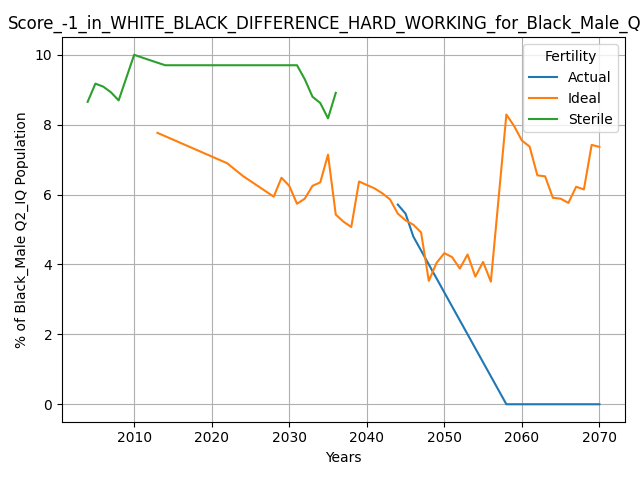 Score_-1_in_WHITE_BLACK_DIFFERENCE_HARD_WORKING_for_Black_Male_Q
Fertility
Actual
Ideal
Sterile
% of Black_Male Q2_IQ Population
10
8
6
4
2
0
2010 2020 2030 2040 2050 2060 2070
Years